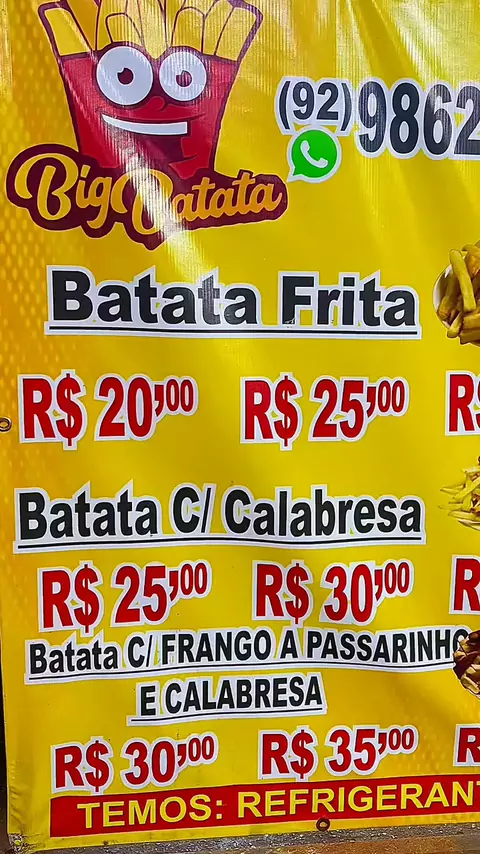 (92) 9862
Big Batata
Batata Frita
R$ 20,00 R$ 25,00 R$
Batata C/ Calabresa
R$ 25,00 R$ 30,00 R
Batata C/ FRANGO A PASSARINHO
E CALABRESA
R$ 30,00 R$ 35,00 R
TEMOS: REFRIGERANT